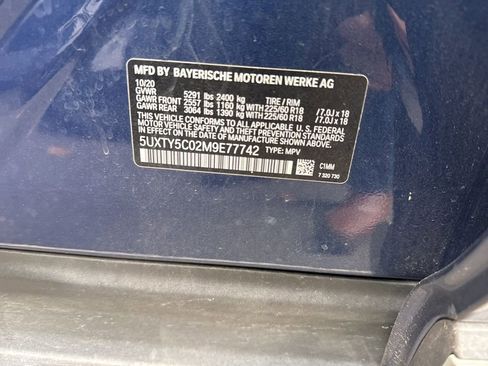 MFD BY BAYERISCHE MOTOREN WERKE AG
10/20
GVWR 5291 lbs 2400 kg TIRE / RIM
GAWR FRONT 2557 lbs 1160 kg WITH 225/60 R18 / 7.0J x 18
GAWR REAR 3064 lbs 1390 kg WITH 225/60 R18 / 7.0J x 18
THIS VEHICLE CONFORMS TO ALL APPLICABLE U.S. FEDERAL
MOTOR VEHICLE SAFETY STANDARDS IN EFFECT ON
THE DATE OF MANUFACTURE SHOWN ABOVE.
5UXTY5C02M9E77742 TYPE: MPV
C1MM
7 320 730